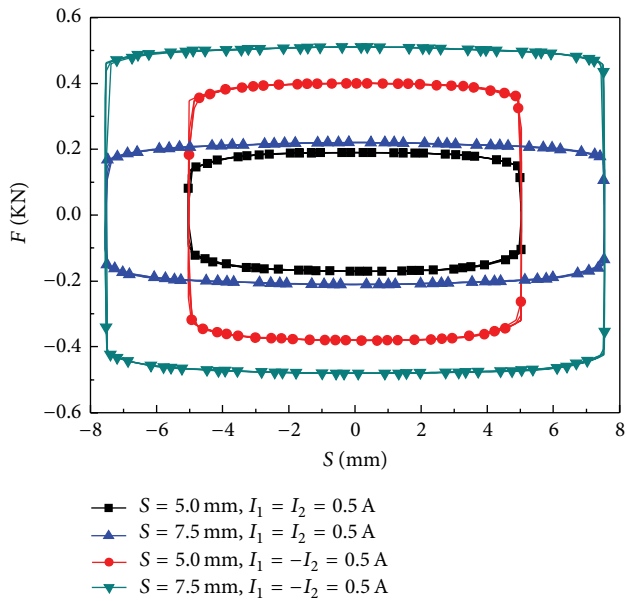 0.6
0.4
0.2
0.0
−0.2
−0.4
−0.6
F (KN)
−8 −6 −4 −2 0 2 4 6 8
S (mm)
S = 5.0 mm, I₁ = I₂ = 0.5 A
S = 7.5 mm, I₁ = I₂ = 0.5 A
S = 5.0 mm, I₁ = −I₂ = 0.5 A
S = 7.5 mm, I₁ = −I₂ = 0.5 A